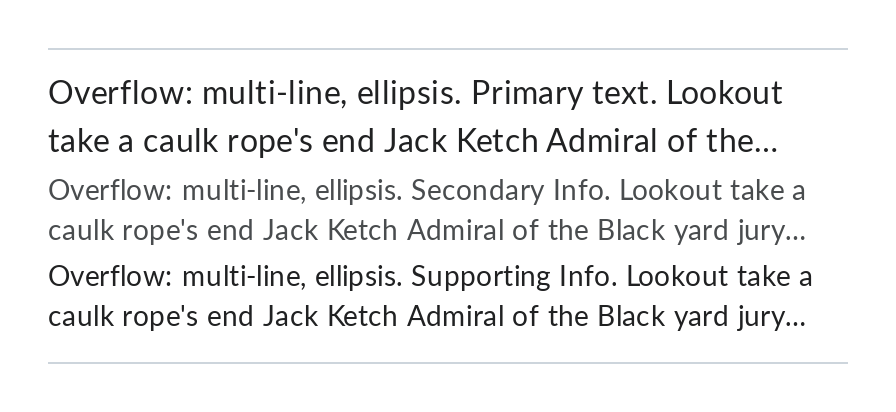 Overflow: multi-line, ellipsis. Primary text. Lookout
take a caulk rope's end Jack Ketch Admiral of the...
Overflow: multi-line, ellipsis. Secondary Info. Lookout take a
caulk rope's end Jack Ketch Admiral of the Black yard jury...
Overflow: multi-line, ellipsis. Supporting Info. Lookout take a
caulk rope's end Jack Ketch Admiral of the Black yard jury...